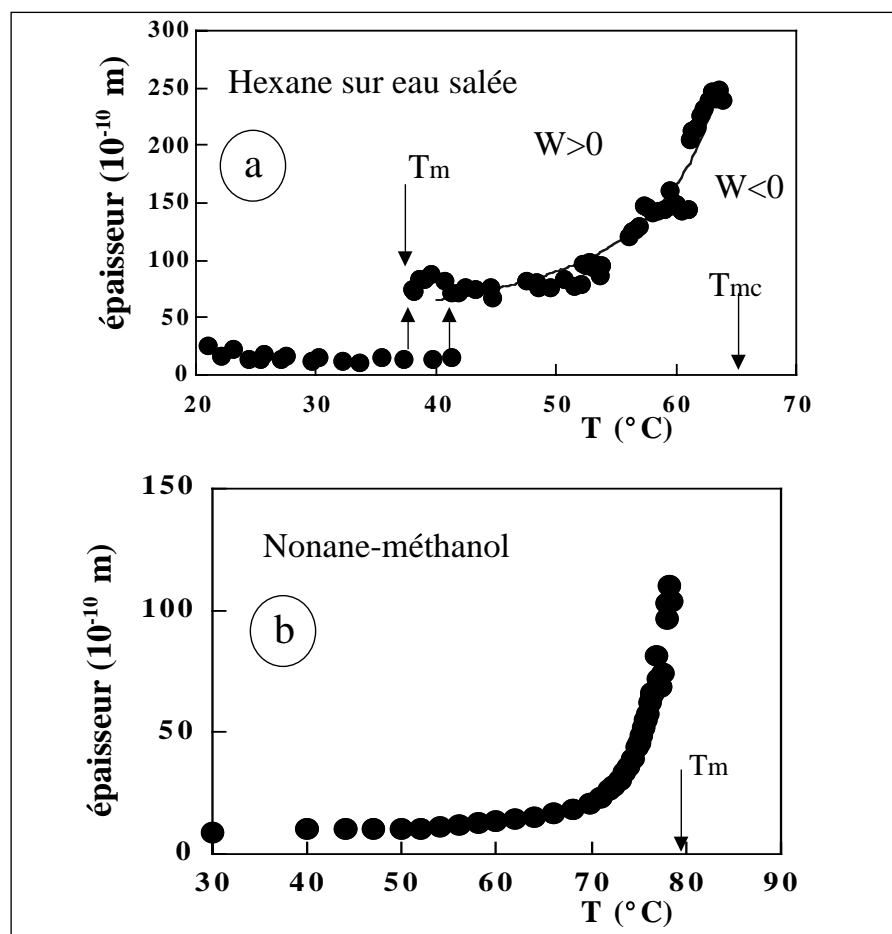 300
Hexane sur eau salée
250
W>0
a
200
Tm
W<0
150
100
Tmc
50
0
20 30 40 50 60 70
T (°C)
épaisseur (10⁻¹⁰ m)
150
Nonane-méthanol
100
b
50
Tm
0
30 40 50 60 70 80 90
T (°C)
épaisseur (10⁻¹⁰ m)